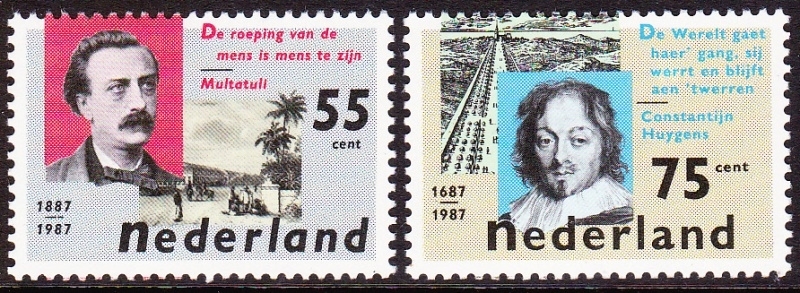 De roeping van de
mens is mens te zijn
Multatuli
55
cent
1887
1987
nederland
De Werelt gaet
haer' gang, sij
werrt en blijft
aen 'twerren
Constantijn
Huygens
75 cent
1687
1987
nederland